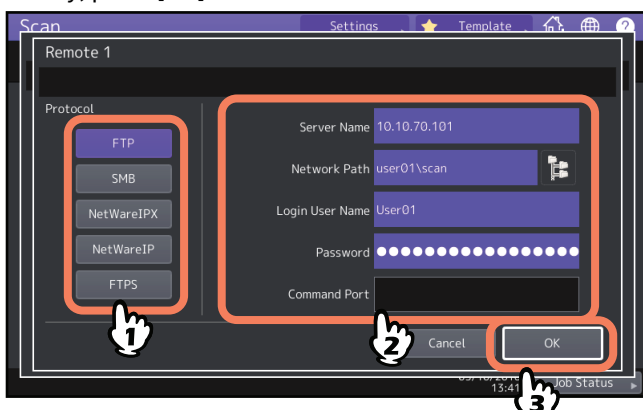 Scan Settings Template
Remote 1
Protocol
FTP
SMB
NetWareIPX
NetWareIP
FTPS
Server Name 10.10.70.101
Network Path user01\scan
Login User Name User01
Password ●●●●●●●●●●●●●●●●●
Command Port
Cancel OK
13:41 Job Status
1
2
3